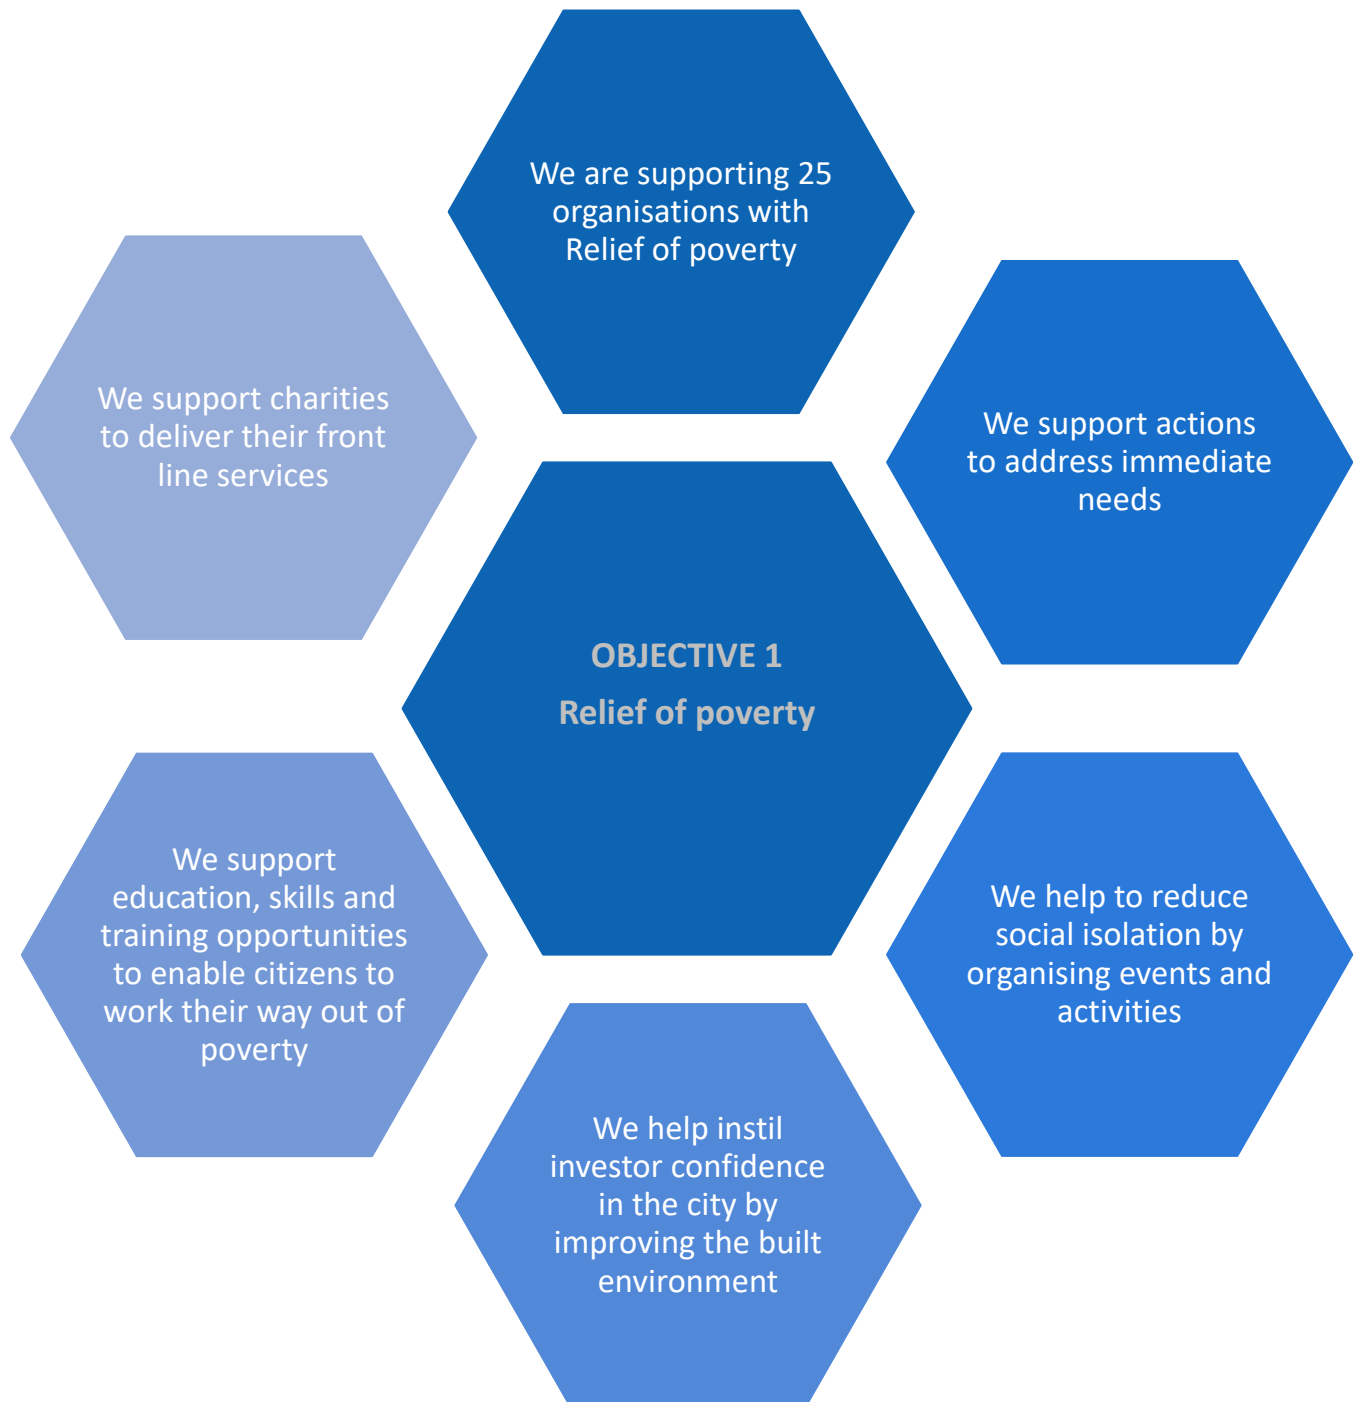 We are supporting 25
organisations with
Relief of poverty
We support actions
to address immediate
needs
We help to reduce
social isolation by
organising events and
activities
We help instil
investor confidence
in the city by
improving the built
environment
We support
education, skills and
training opportunities
to enable citizens to
work their way out of
poverty
We support charities
to deliver their front
line services
OBJECTIVE 1
Relief of poverty